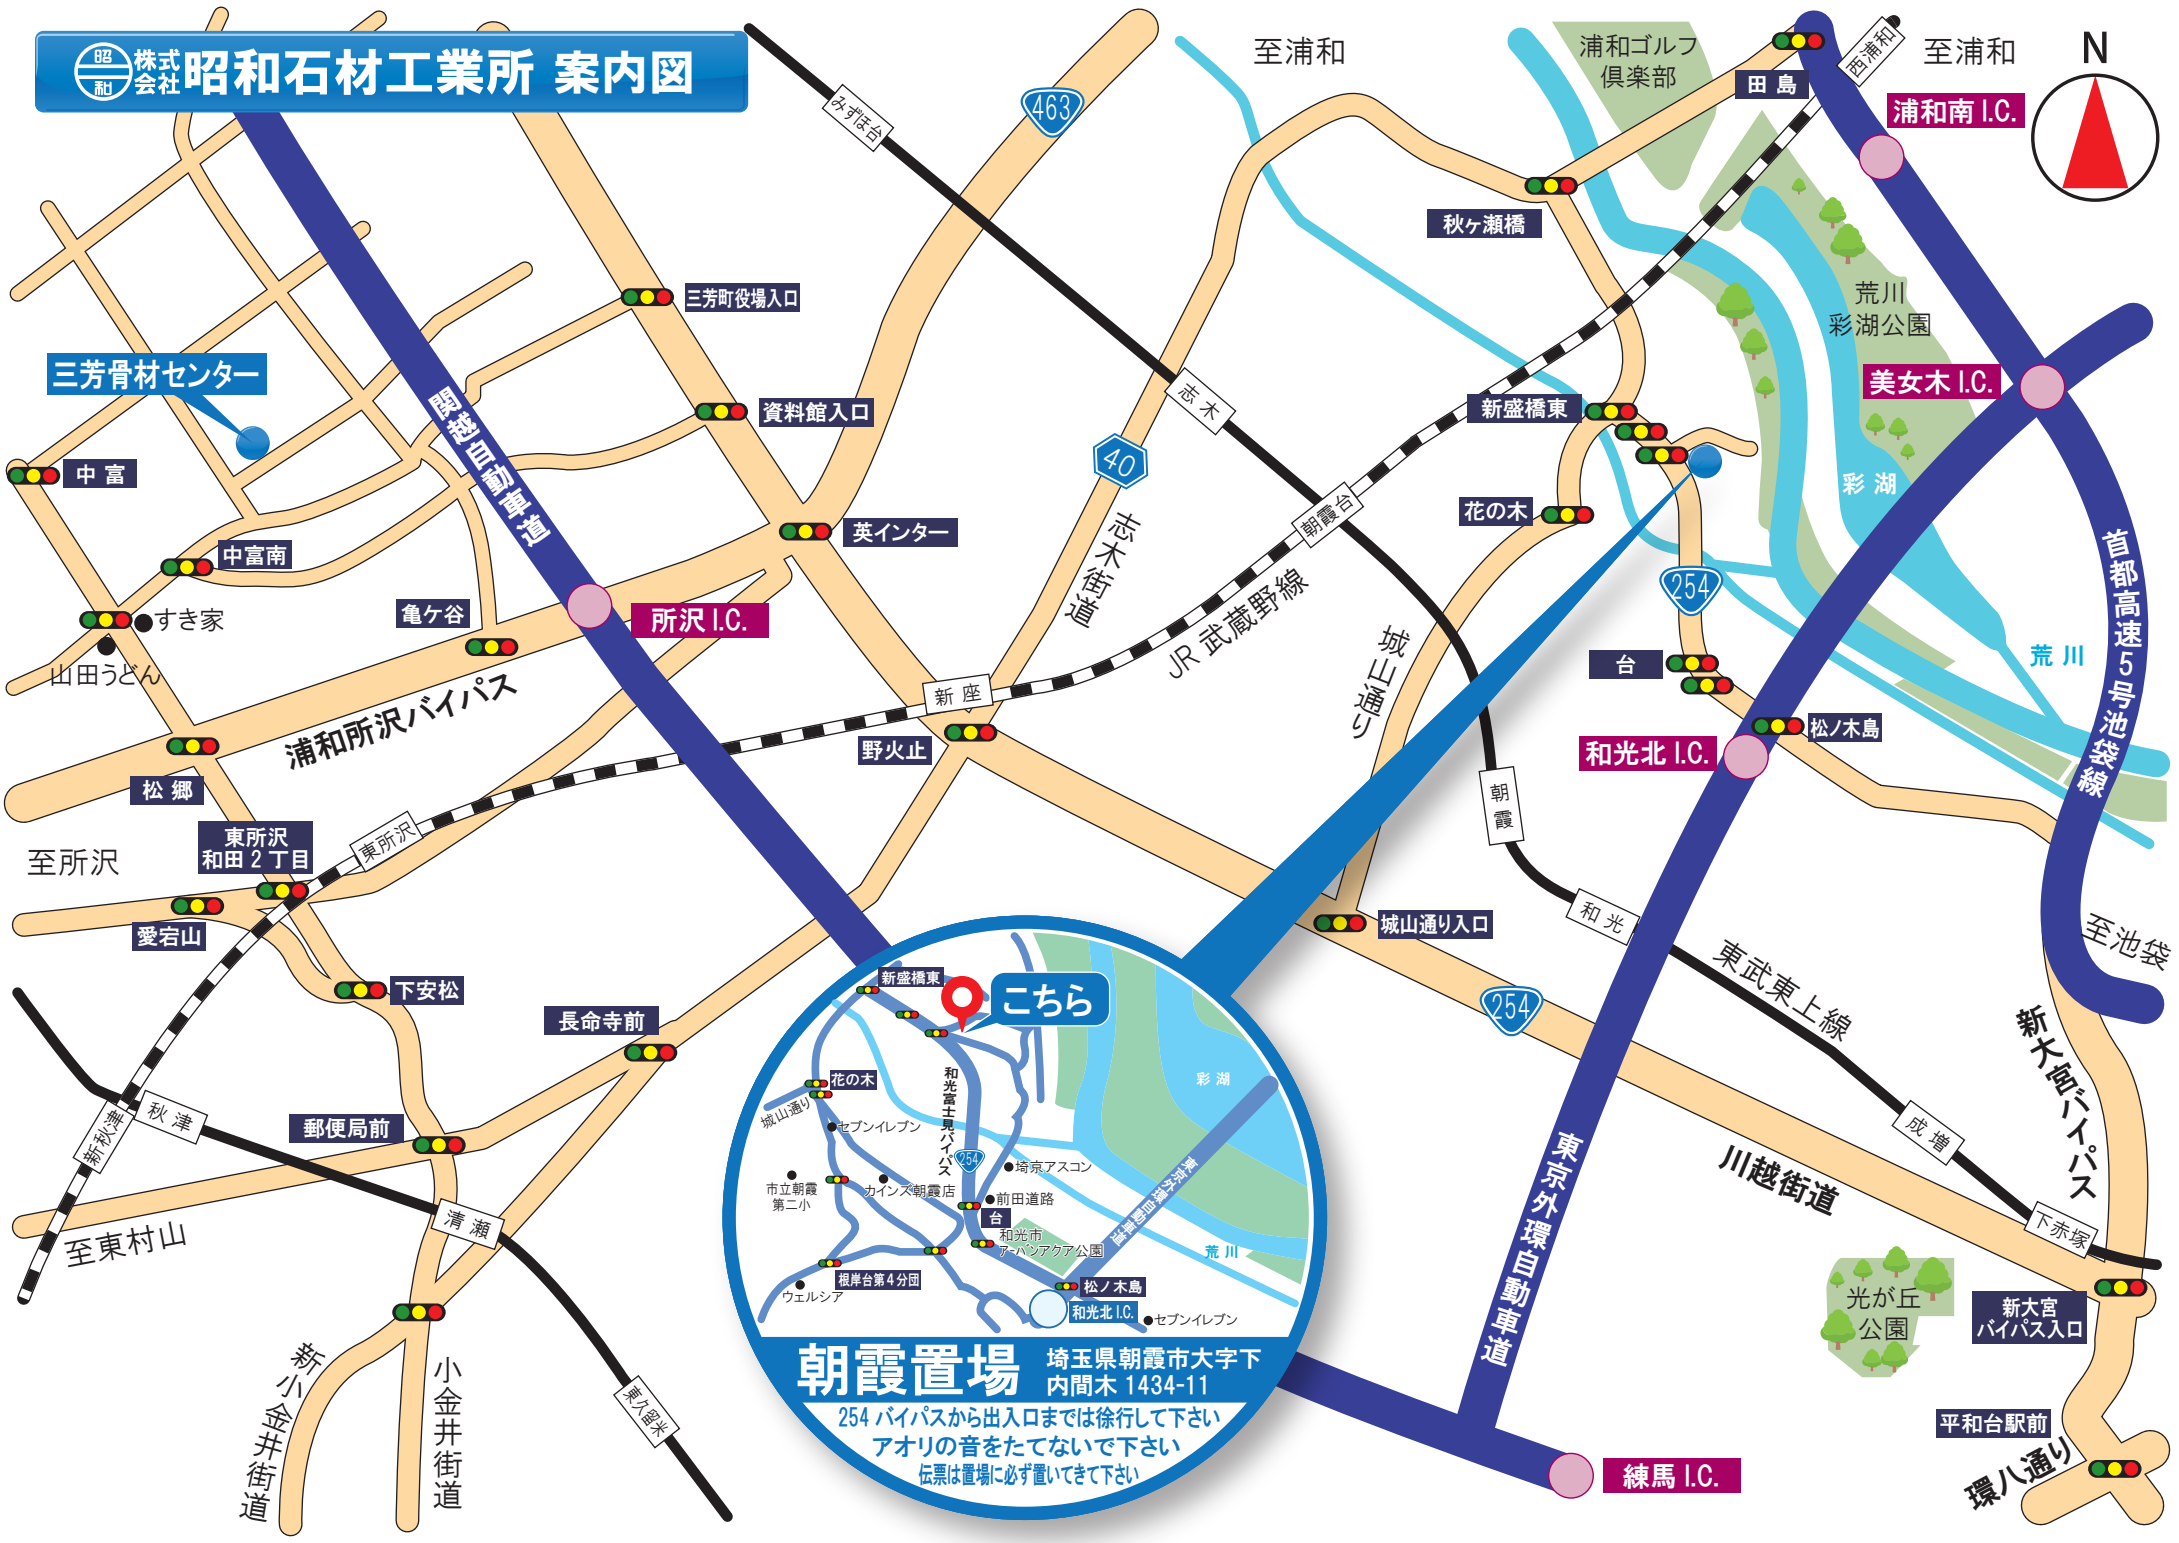 昭和
株式会社
昭和石材工業所 案内図
至浦和
浦和ゴルフ
倶楽部
西浦和
至浦和
N
463
田島
みずほ台
浦和南 I.C.
秋ヶ瀬橋
三芳町役場入口
荒川
彩湖公園
三芳骨材センター
関越自動車道
資料館入口
志木
新盛橋東
美女木 I.C.
40
中富
彩湖
朝霞台
花の木
志木街道
英インター
中富南
首都高速5号池袋線
254
JR 武蔵野線
すき家
亀ケ谷
所沢 I.C.
山田うどん
城山通り
台
荒川
新座
浦和所沢バイパス
野火止
松ノ木島
和光北 I.C.
松郷
朝霞
東所沢
和田2丁目
東所沢
至所沢
愛宕山
和光
城山通り入口
至池袋
東武東上線
下安松
254
長命寺前
新大宮バイパス
秋津
新秋津
郵便局前
成増
川越街道
東京外環自動車道
清瀬
至東村山
下赤塚
光が丘
公園
新大宮
バイパス入口
新小金井街道
小金井街道
東久留米
平和台駅前
環八通り
練馬 I.C.
新盛橋東
こちら
和光富士見バイパス
彩湖
花の木
城山通り
セブンイレブン
254
埼京アスコン
市立朝霞
第二小
カインズ朝霞店
前田道路
台
東京外環自動車道
和光市
アーバンアクア公園
荒川
根岸台第4分団
ウェルシア
松ノ木島
和光北 I.C.
セブンイレブン
朝霞置場
埼玉県朝霞市大字下
内間木 1434-11
254 バイパスから出入口までは徐行して下さい
アオリの音をたてないで下さい
伝票は置場に必ず置いてきて下さい